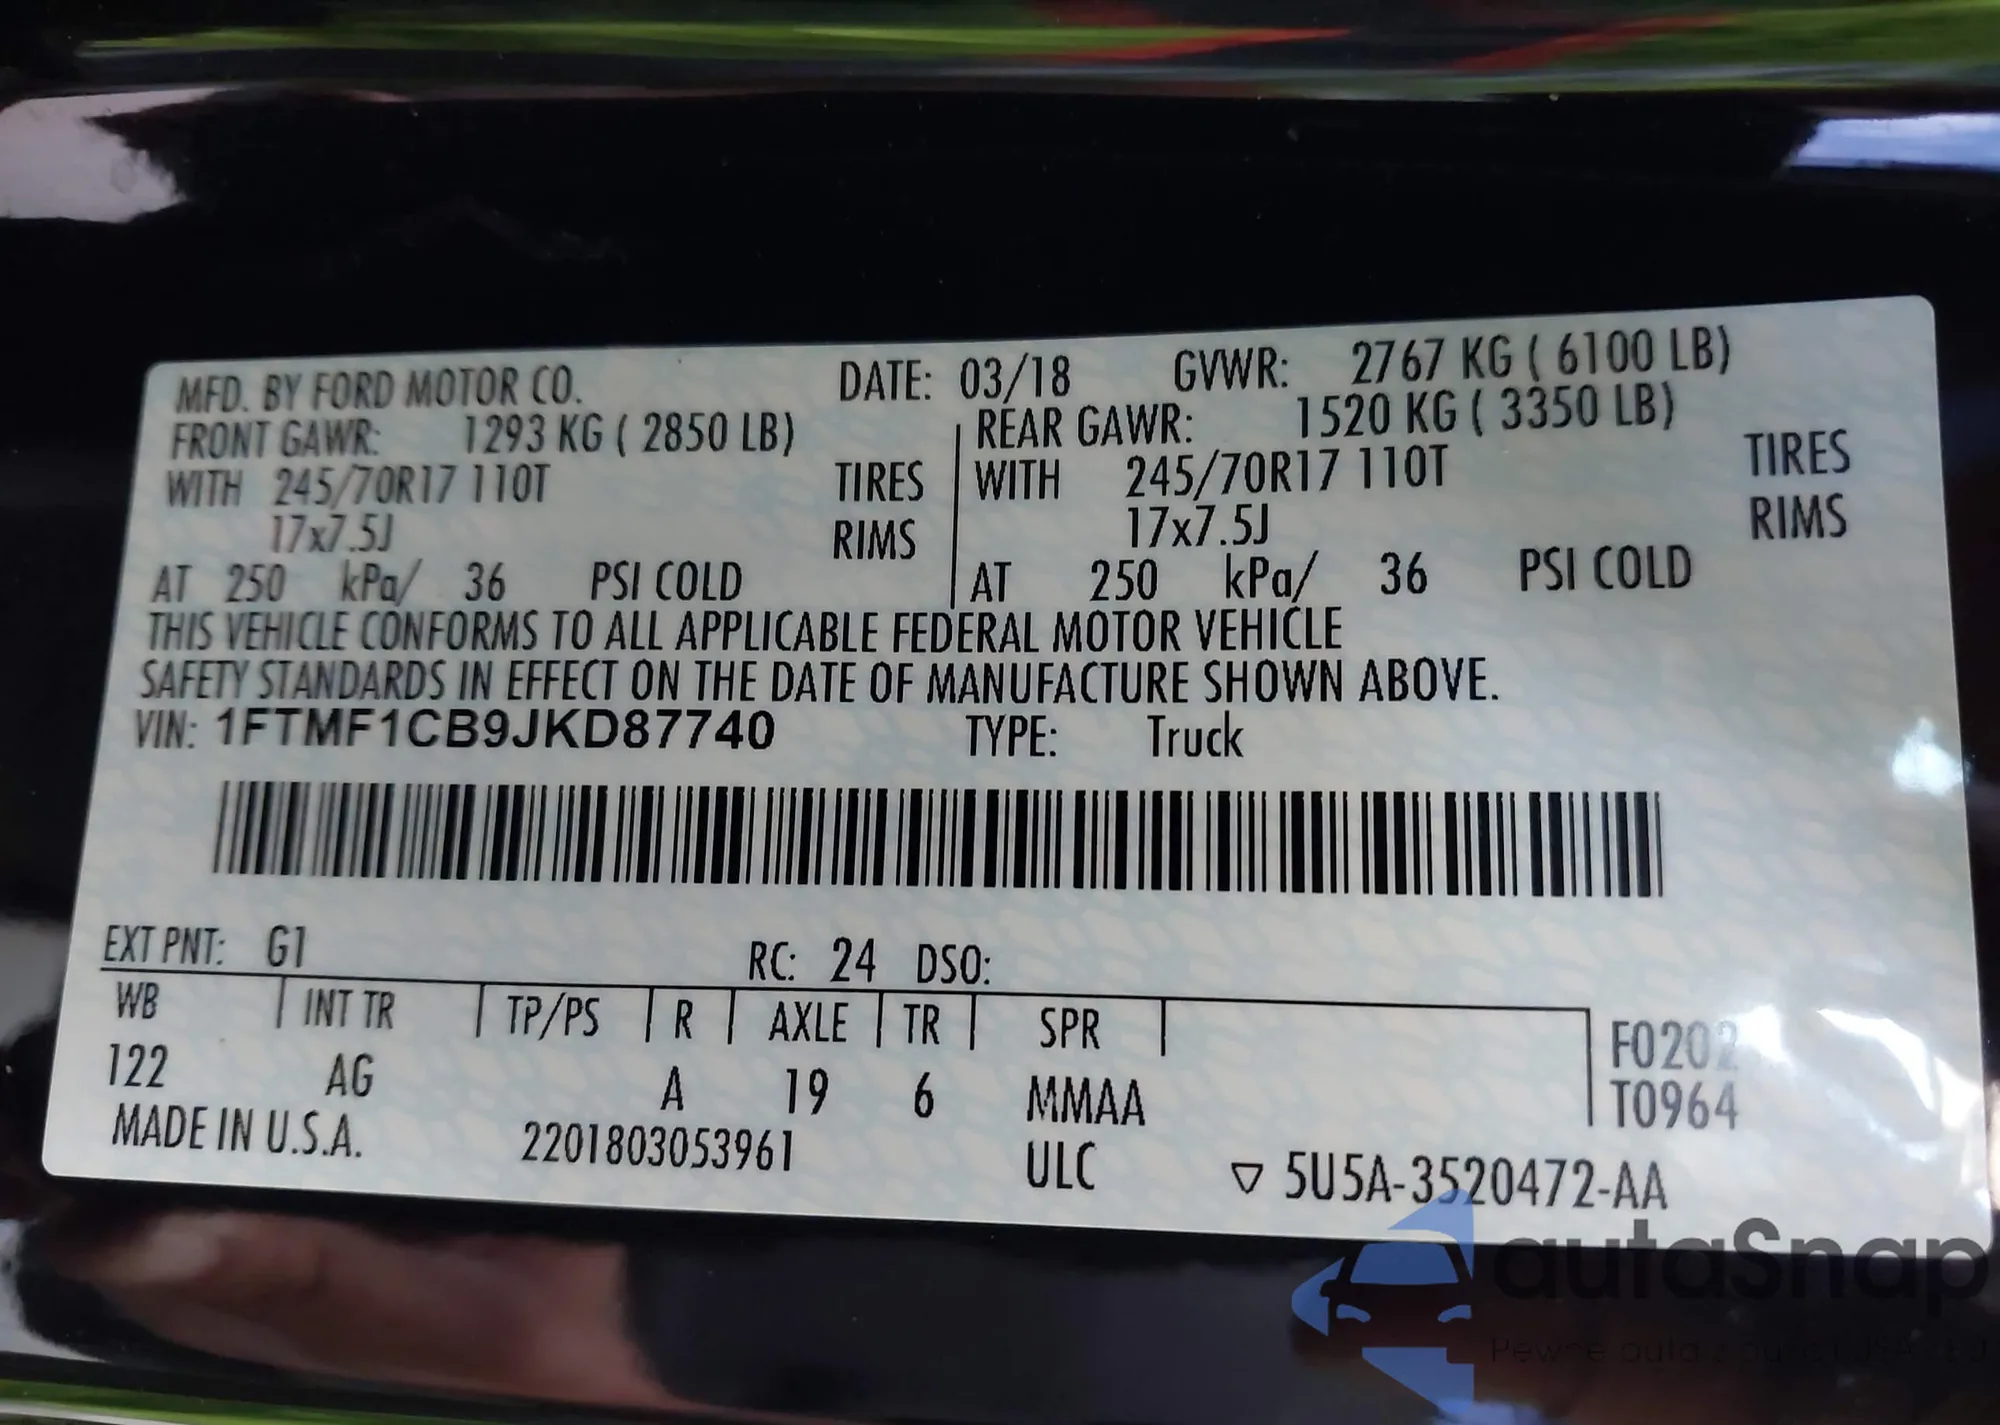 MFD. BY FORD MOTOR CO. DATE: 03/18 GVWR: 2767 KG ( 6100 LB)
FRONT GAWR: 1293 KG ( 2850 LB) REAR GAWR: 1520 KG ( 3350 LB)
WITH 245/70R17 110T TIRES WITH 245/70R17 110T TIRES
17x7.5J RIMS 17x7.5J RIMS
AT 250 kPa/ 36 PSI COLD AT 250 kPa/ 36 PSI COLD
THIS VEHICLE CONFORMS TO ALL APPLICABLE FEDERAL MOTOR VEHICLE
SAFETY STANDARDS IN EFFECT ON THE DATE OF MANUFACTURE SHOWN ABOVE.
VIN: 1FTMF1CB9JKD87740 TYPE: Truck
EXT PNT: G1 RC: 24 DSO:
WB INT TR TP/PS R AXLE TR SPR
122 AG A 19 6 MMAA
T0964
MADE IN U.S.A. 2201803053961 ULC ▽ 5U5A-3520472-AA
autaSnap